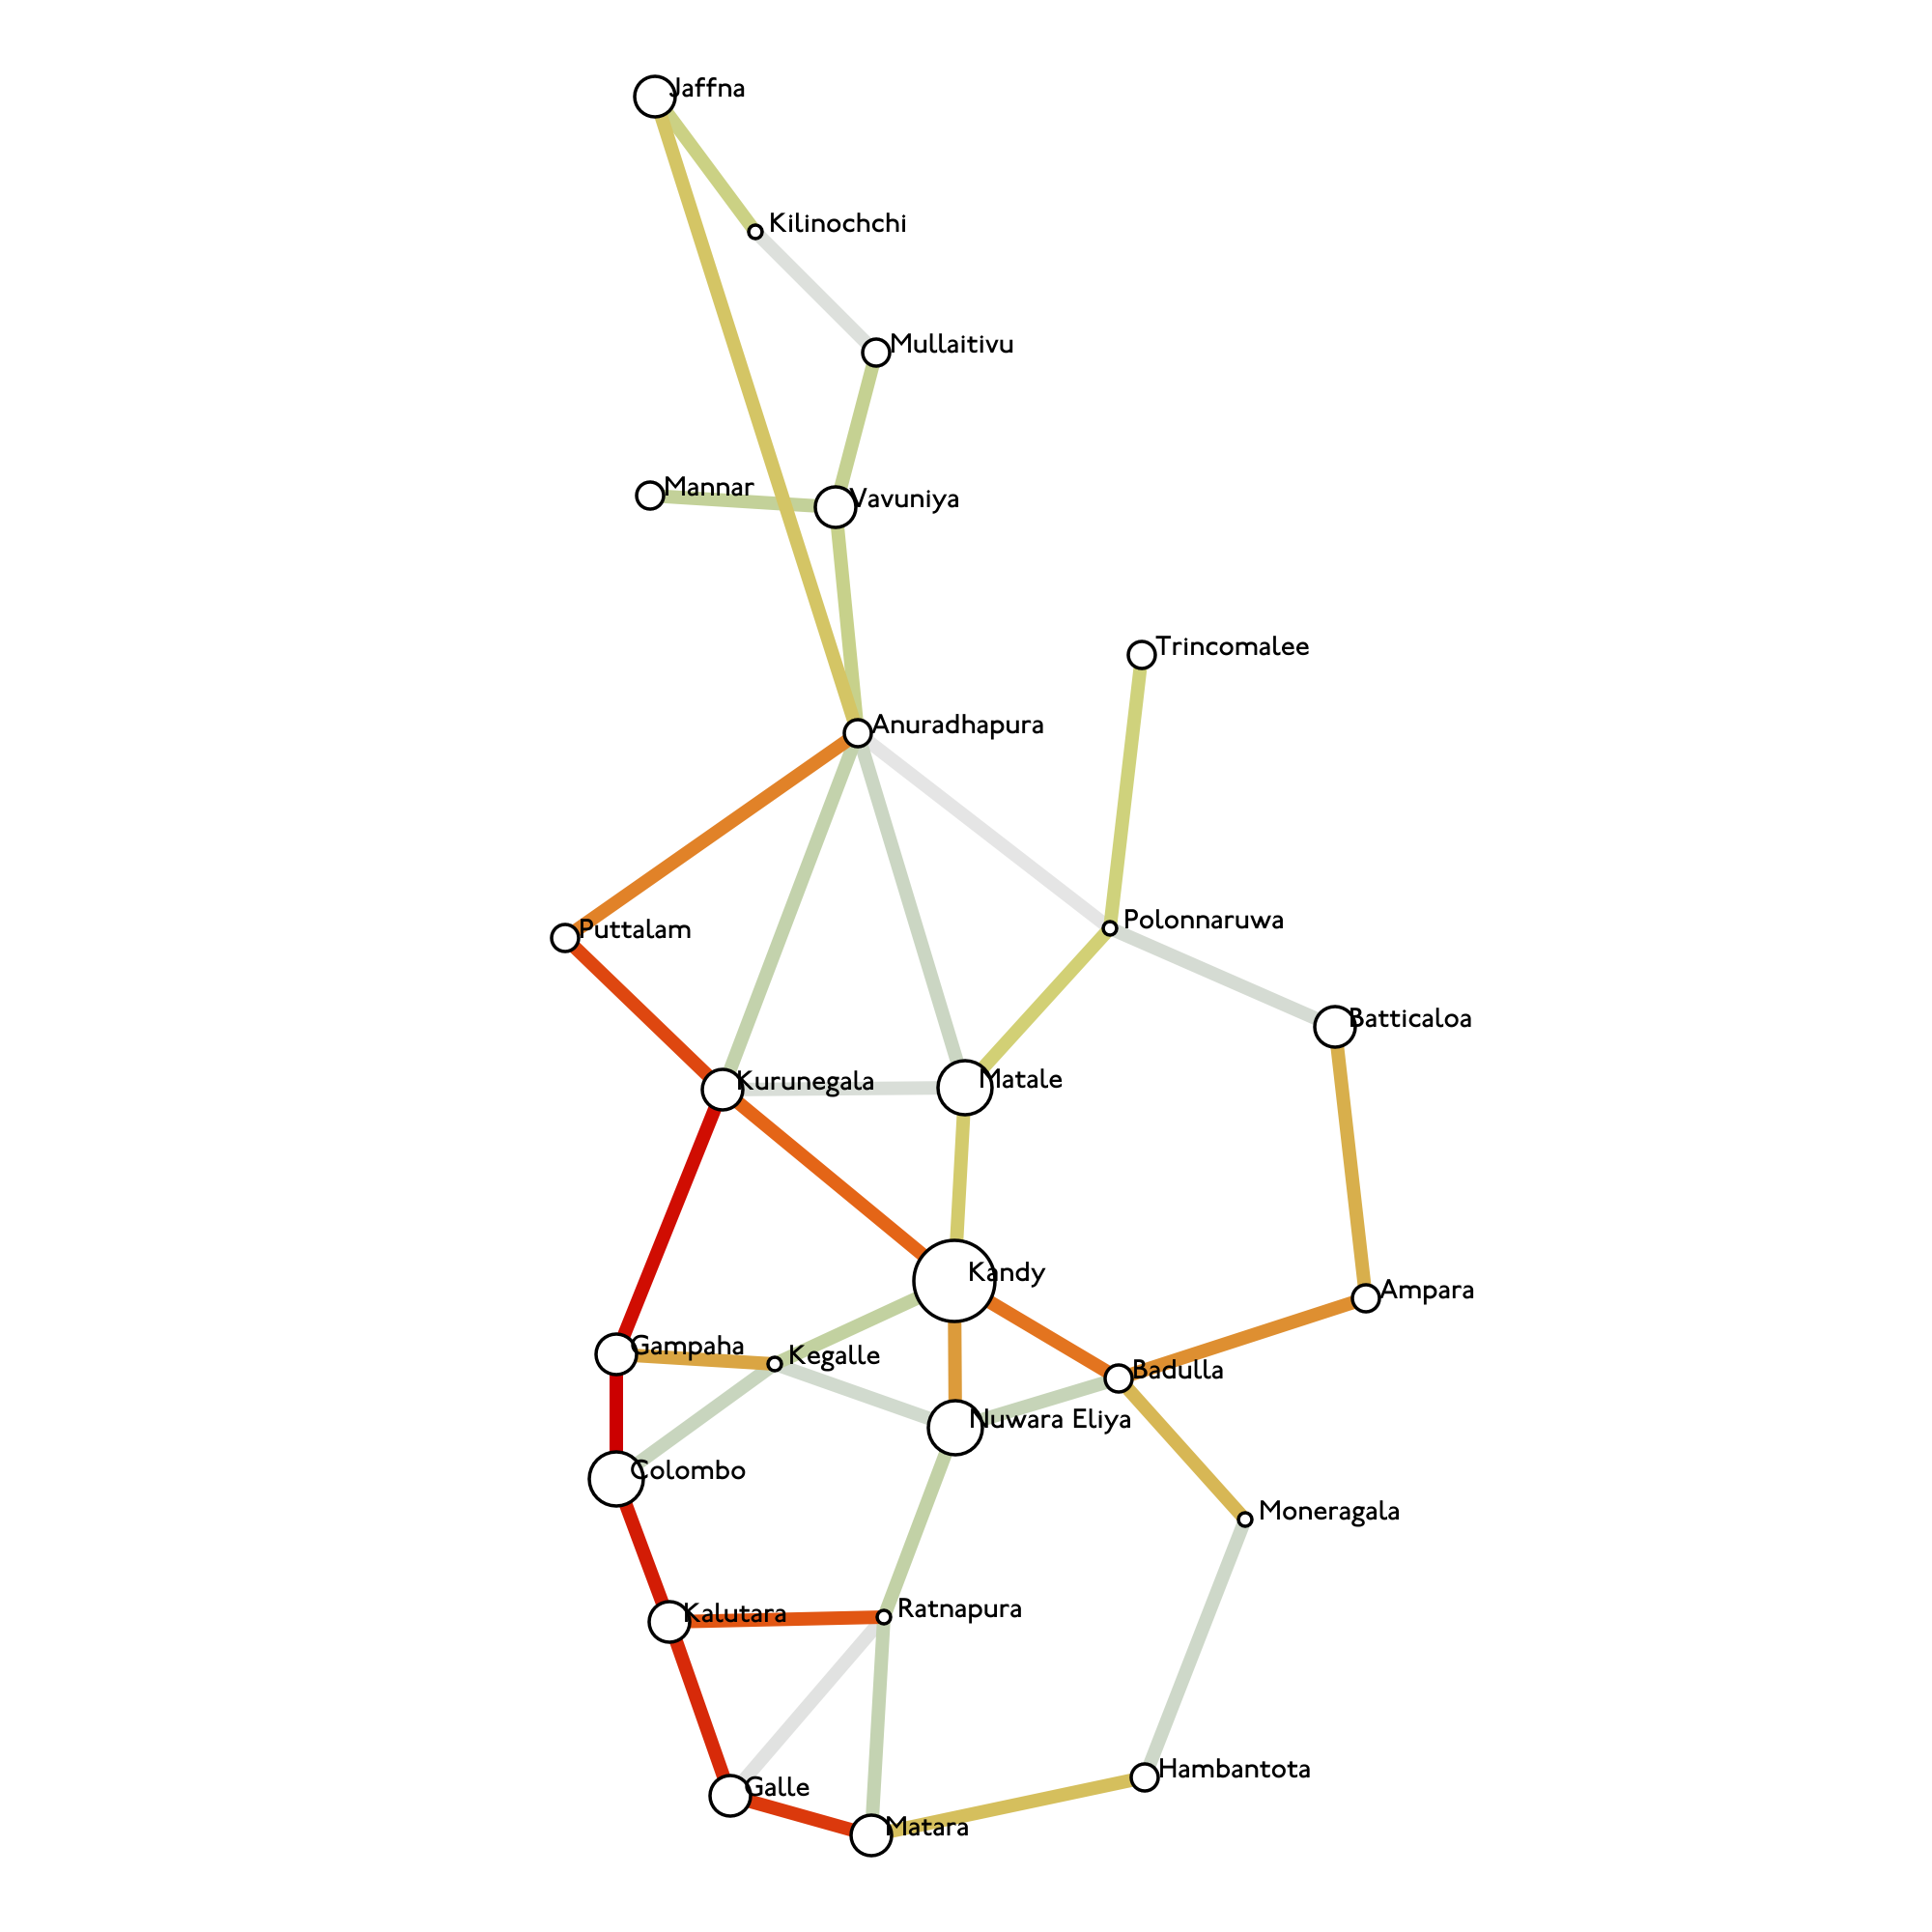 Jaffna
Kilinochchi
Mullaitivu
Mannar
Vavuniya
Trincomalee
Anuradhapura
Polonnaruwa
Puttalam
Batticaloa
Kurunegala
Matale
Kandy
Ampara
Gampaha
Kegalle
Badulla
Nuwara Eliya
Colombo
Moneragala
Kalutara
Ratnapura
Hambantota
Galle
Matara